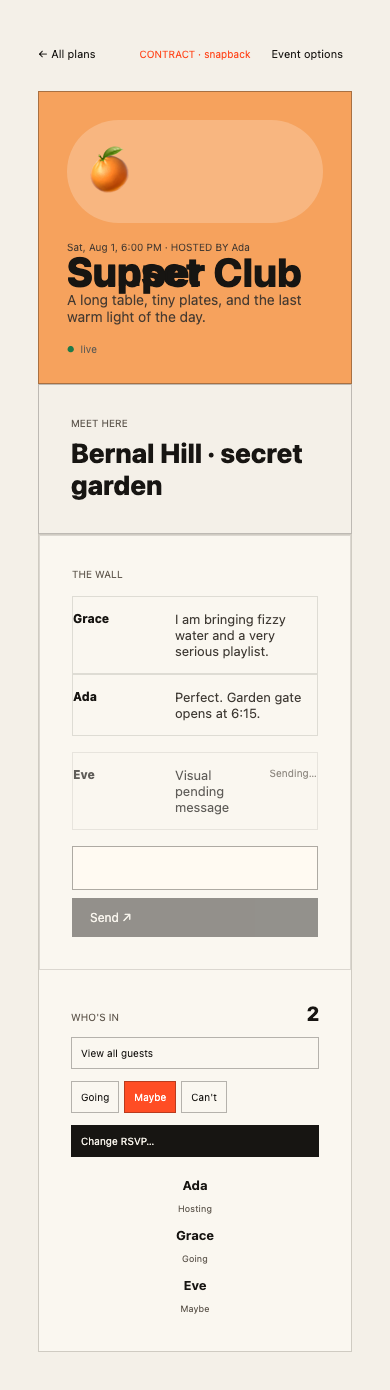 ← All plans
CONTRACT · snapback
Event options
Sat, Aug 1, 6:00 PM · HOSTED BY Ada
Club
A long table, tiny plates, and the last
warm light of the day.
live
MEET HERE
Bernal Hill · secret
garden
THE WALL
Grace
I am bringing fizzy
water and a very
serious playlist.
Ada
Perfect. Garden gate
opens at 6:15.
Eve
Visual
pending
message
Sending...
Send ↗
WHO'S IN
2
View all guests
Going
Maybe
Can't
Change RSVP...
Ada
Hosting
Grace
Going
Eve
Maybe